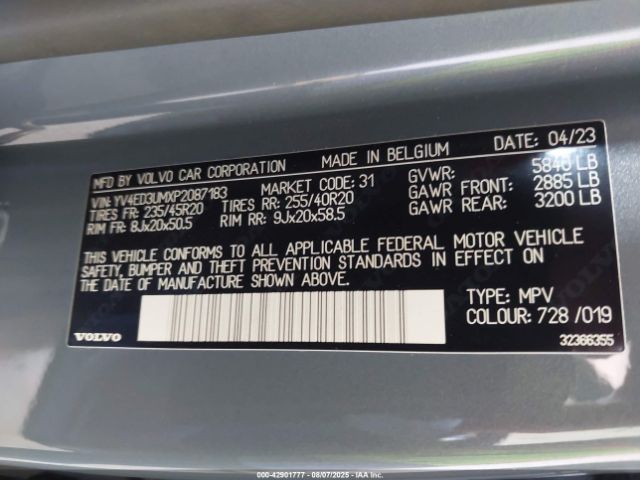 MFD BY VOLVO CAR CORPORATION MADE IN BELGIUM DATE: 04/23
VIN: YV4ED3UMXP2087183 MARKET CODE: 31 GVWR: 5840 LB
TIRES FR: 235/45R20 TIRES RR: 255/40R20 GAWR FRONT: 2885 LB
RIM FR: 8Jx20x50.5 RIM RR: 9Jx20x58.5 GAWR REAR: 3200 LB
THIS VEHICLE CONFORMS TO ALL APPLICABLE FEDERAL MOTOR VEHICLE
SAFETY, BUMPER AND THEFT PREVENTION STANDARDS IN EFFECT ON
THE DATE OF MANUFACTURE SHOWN ABOVE.
TYPE: MPV
COLOUR: 728 /019
VOLVO 32366355
000-42901777 - 08/07/2025 - IAA Inc.